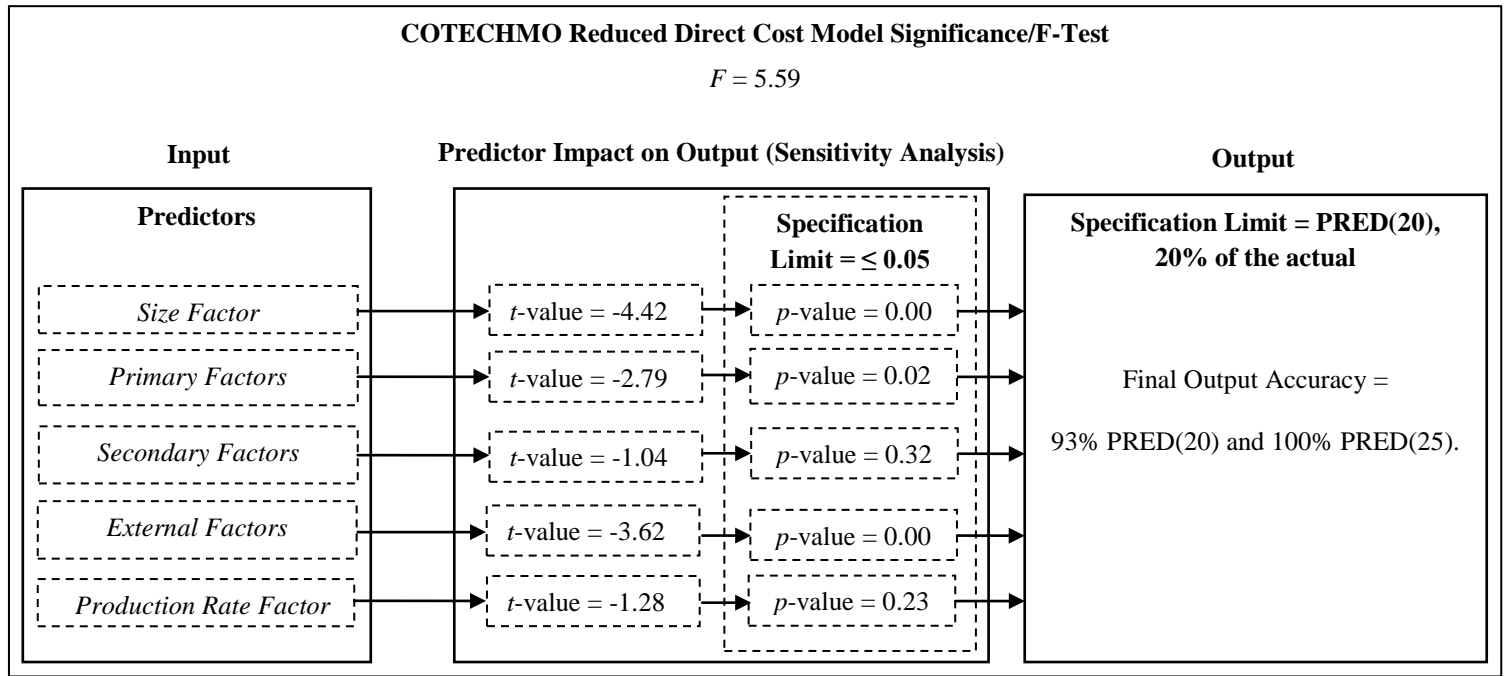 COTECHMO Reduced Direct Cost Model Significance/F-Test
F = 5.59
Input
Predictor Impact on Output (Sensitivity Analysis)
Output
Predictors
Specification
Limit = ≤ 0.05
Specification Limit = PRED(20),
20% of the actual
Size Factor
t-value = -4.42
p-value = 0.00
Primary Factors
t-value = -2.79
p-value = 0.02
Final Output Accuracy =
93% PRED(20) and 100% PRED(25).
Secondary Factors
t-value = -1.04
p-value = 0.32
External Factors
t-value = -3.62
p-value = 0.00
Production Rate Factor
t-value = -1.28
p-value = 0.23